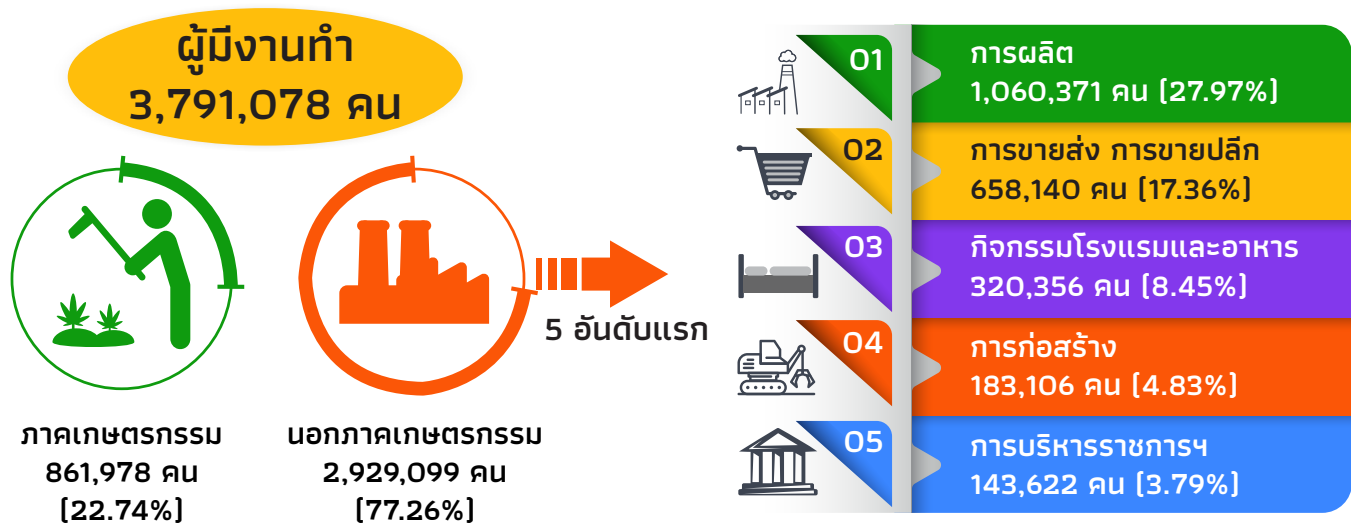 ผู้มีงานทำ
3,791,078 คน
ภาคเกษตรกรรม
861,978 คน
(22.74%)
นอกภาคเกษตรกรรม
2,929,099 คน
(77.26%)
5 อันดับแรก
01
การผลิต
1,060,371 คน (27.97%)
02
การขายส่ง การขายปลีก
658,140 คน (17.36%)
03
กิจกรรมโรงแรมและอาหาร
320,356 คน (8.45%)
04
การก่อสร้าง
183,106 คน (4.83%)
05
การบริหารราชการฯ
143,622 คน (3.79%)